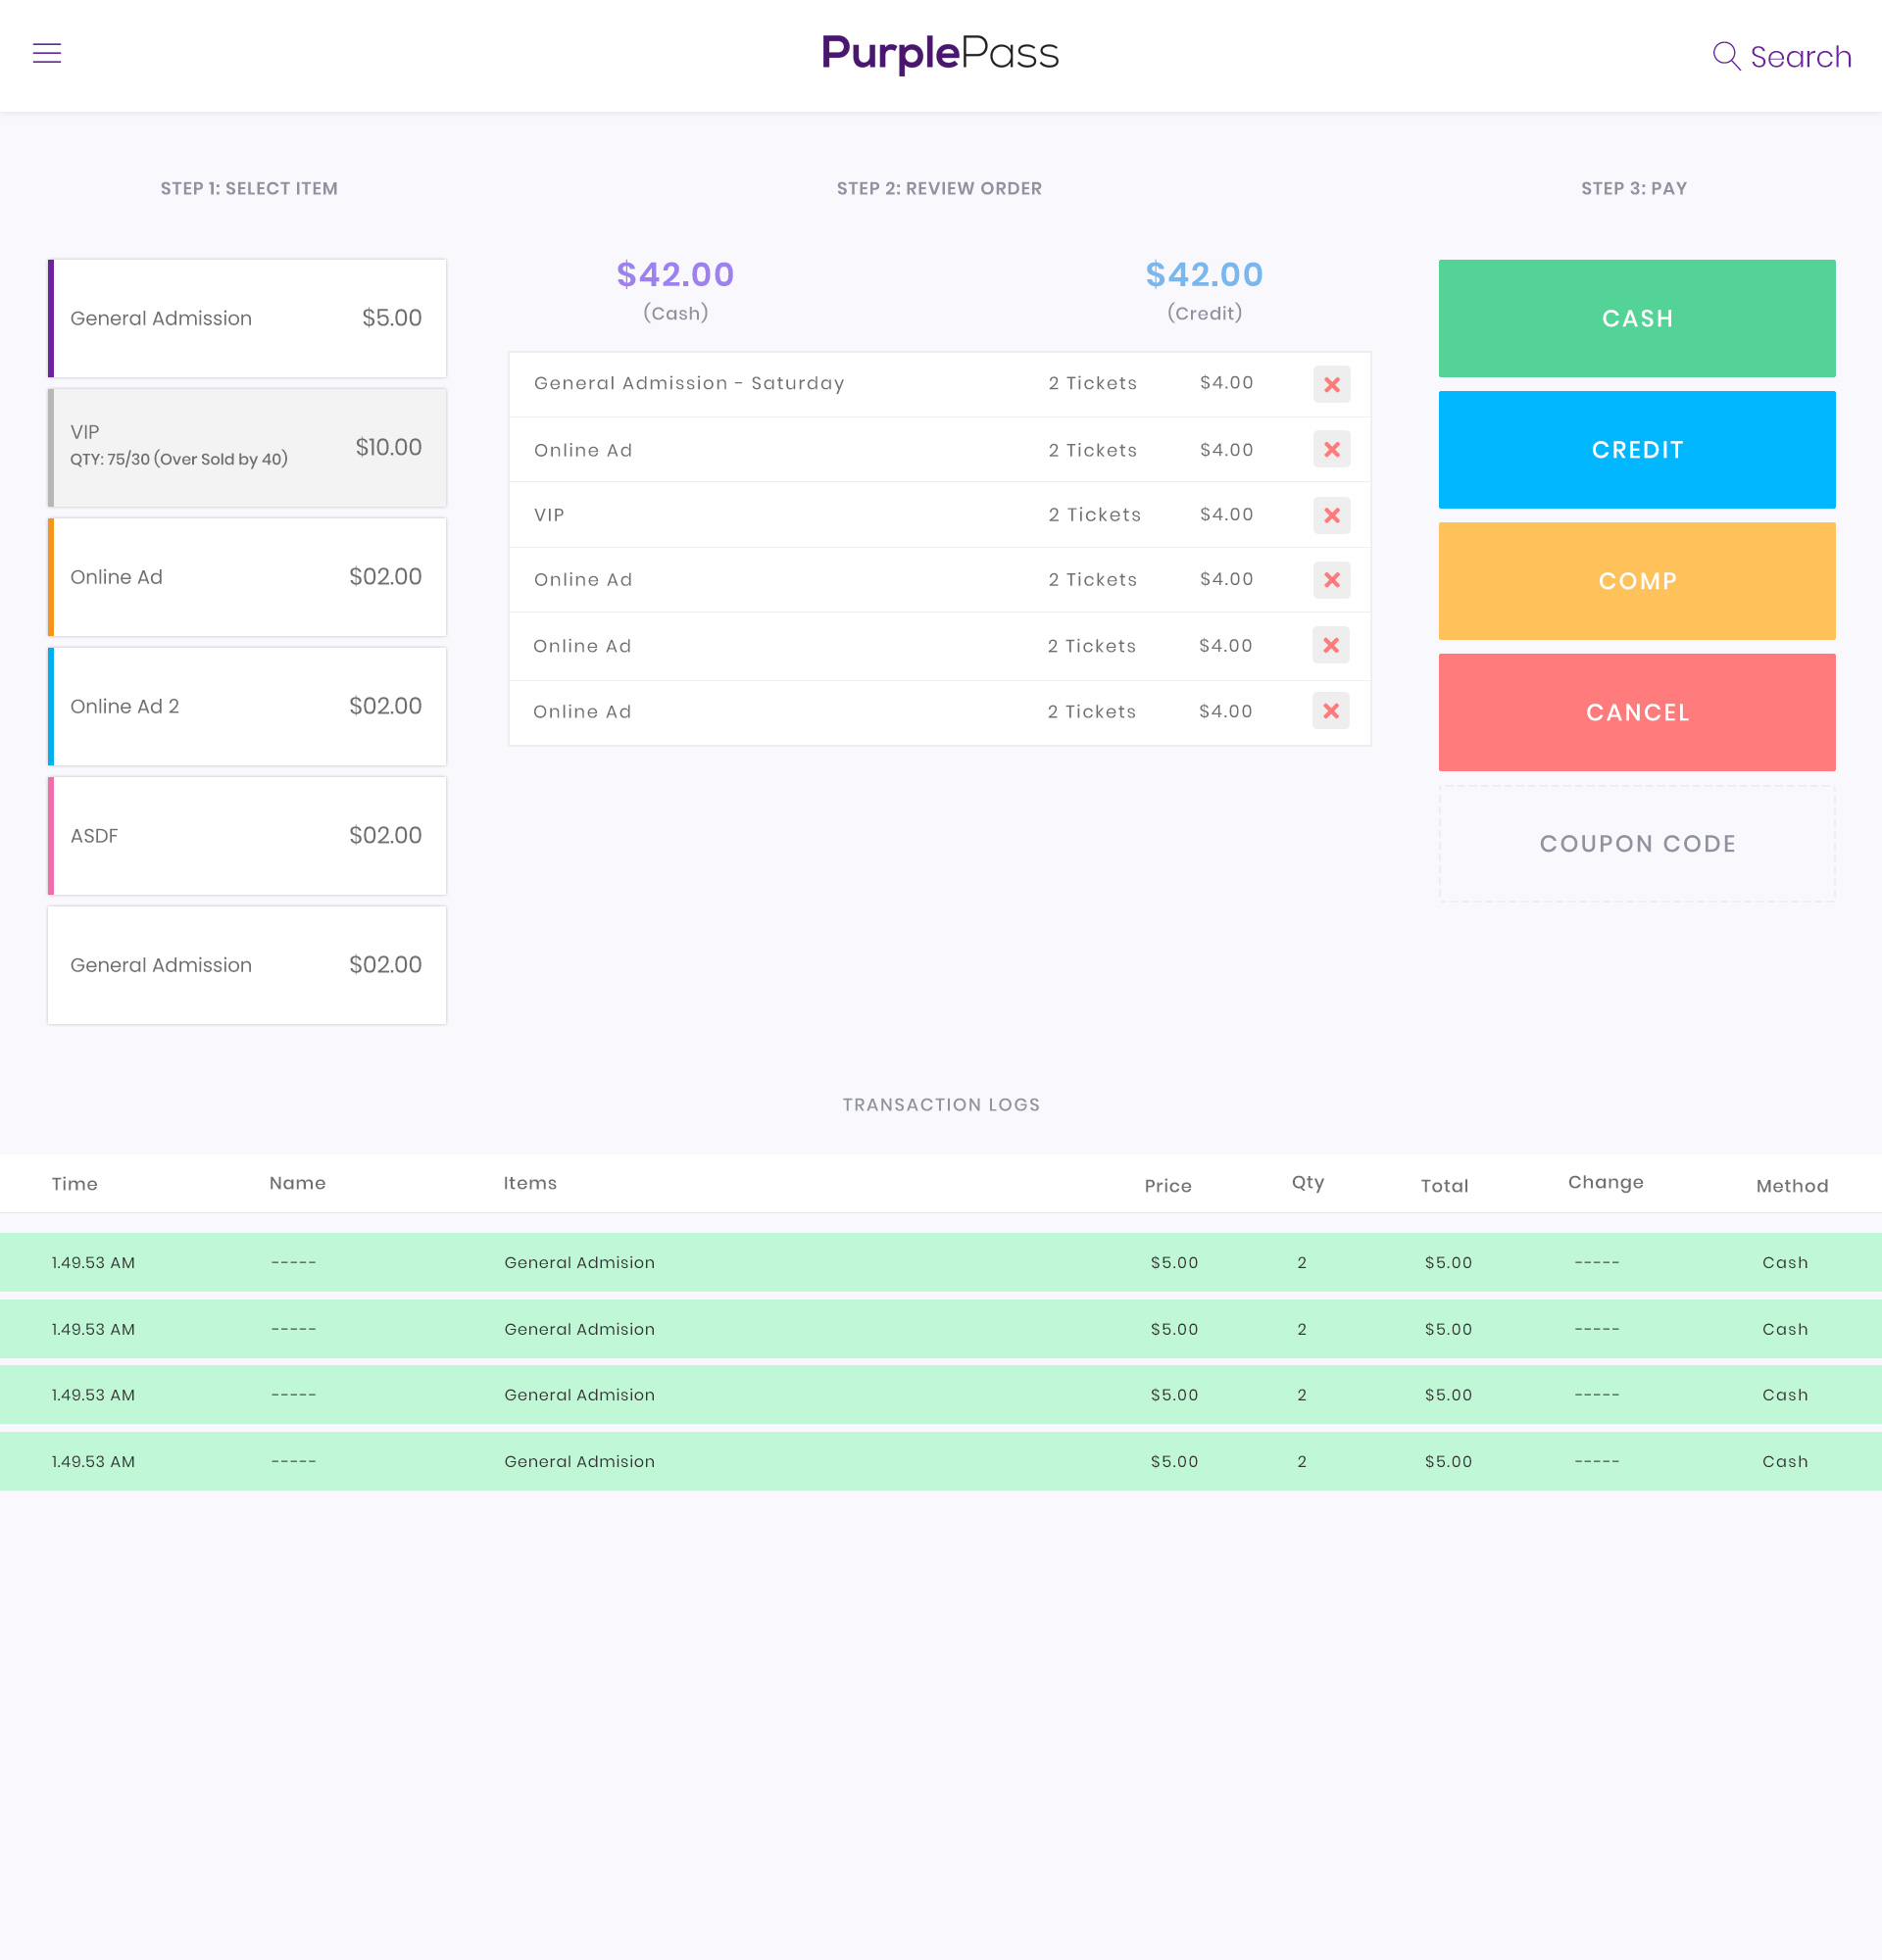 PurplePass
Search
STEP 1: SELECT ITEM
General Admission $5.00
VIP
QTY: 75/30 (Over Sold by 40) $10.00
Online Ad $02.00
Online Ad 2 $02.00
ASDF $02.00
General Admission $02.00
STEP 2: REVIEW ORDER
$42.00 $42.00
(Cash) (Credit)
General Admission - Saturday 2 Tickets $4.00
Online Ad 2 Tickets $4.00
VIP 2 Tickets $4.00
Online Ad 2 Tickets $4.00
Online Ad 2 Tickets $4.00
Online Ad 2 Tickets $4.00
STEP 3: PAY
CASH
CREDIT
COMP
CANCEL
COUPON CODE
TRANSACTION LOGS
Time Name Items Price Qty Total Change Method
1.49.53 AM ----- General Admision $5.00 2 $5.00 ----- Cash
1.49.53 AM ----- General Admision $5.00 2 $5.00 ----- Cash
1.49.53 AM ----- General Admision $5.00 2 $5.00 ----- Cash
1.49.53 AM ----- General Admision $5.00 2 $5.00 ----- Cash